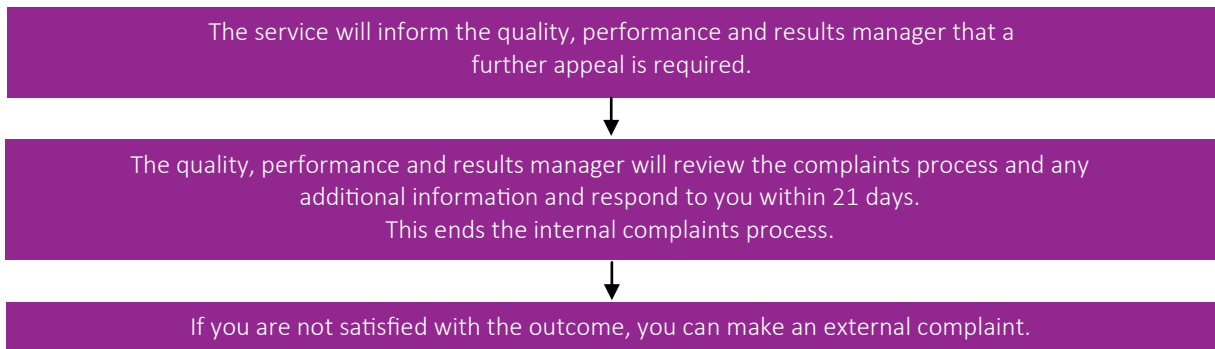 The service will inform the quality, performance and results manager that a
further appeal is required.
The quality, performance and results manager will review the complaints process and any
additional information and respond to you within 21 days.
This ends the internal complaints process.
If you are not satisfied with the outcome, you can make an external complaint.